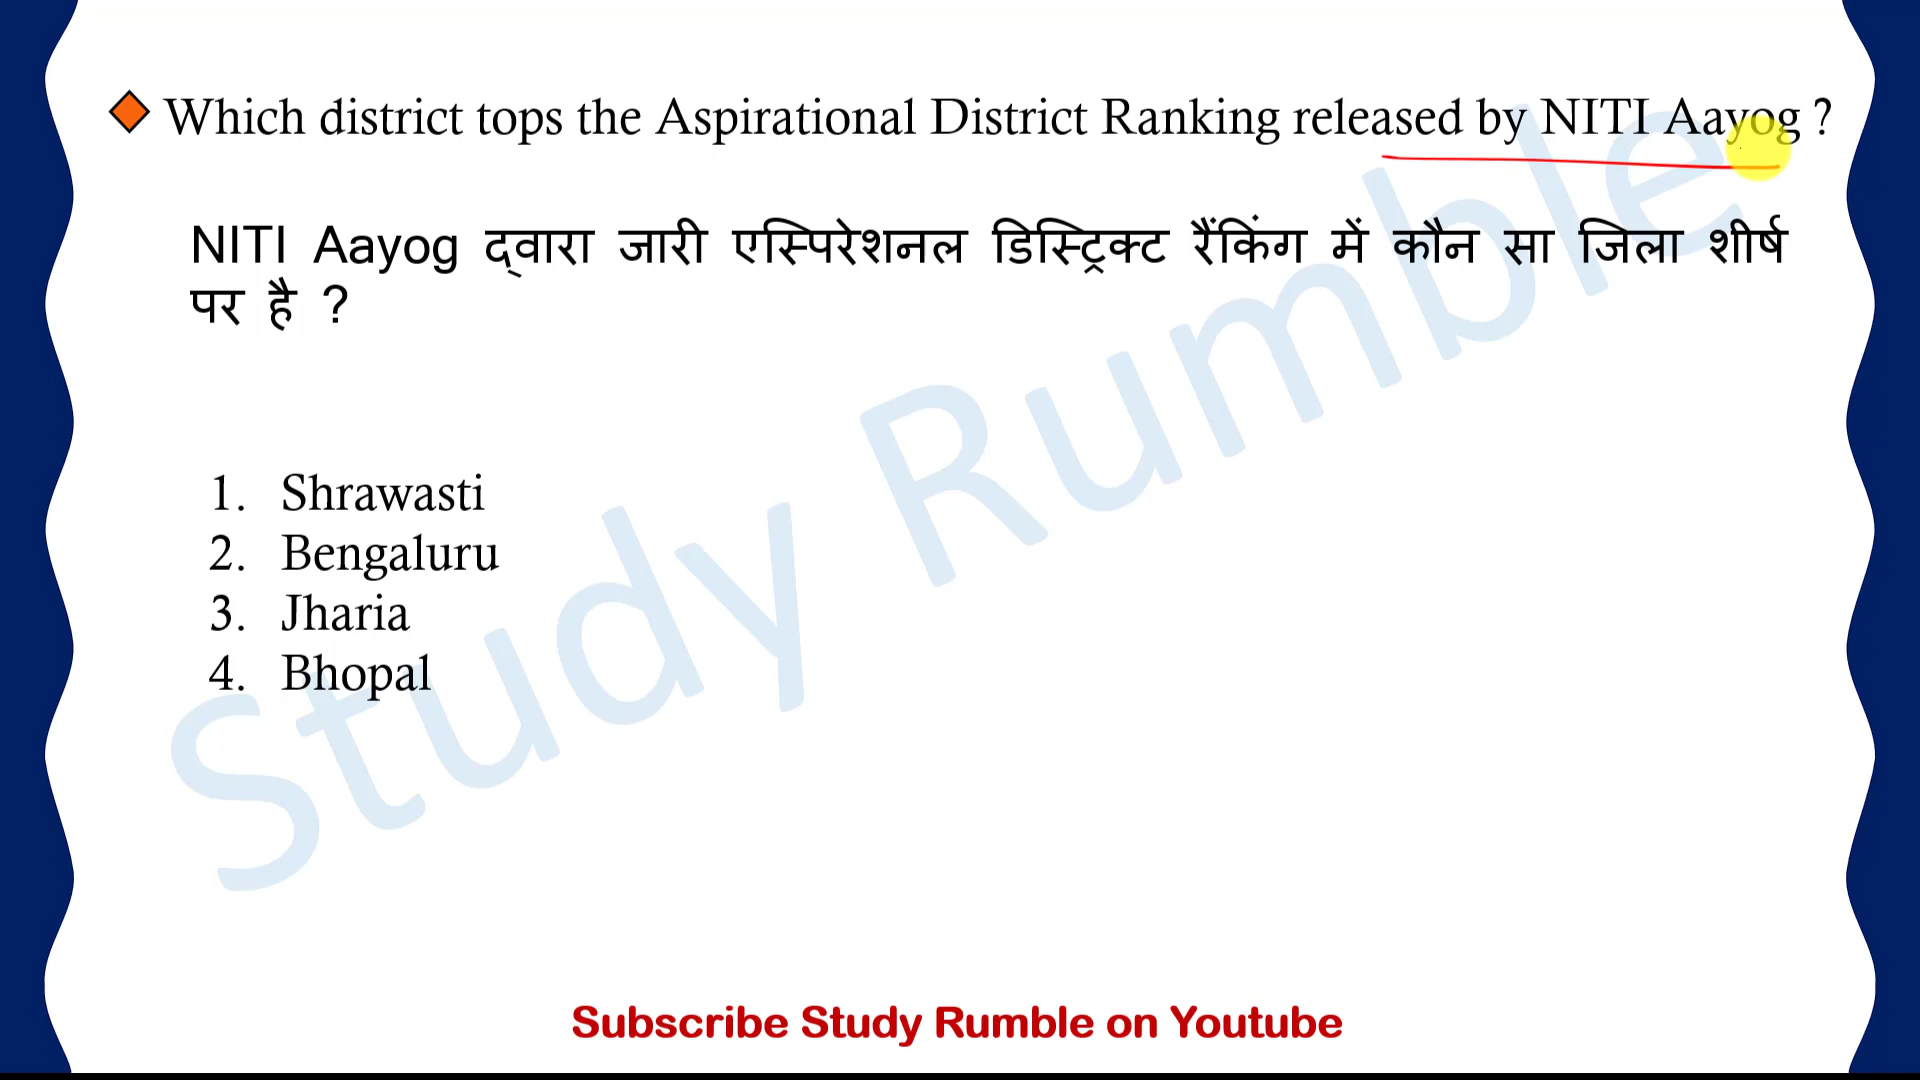 Which district tops the Aspirational District Ranking released by NITI Aayog ?
NITI Aayog द्वारा जारी एस्पिरेशनल डिस्ट्रिक्ट रैंकिंग में कौन सा जिला शीर्ष
पर है ?
1. Shrawasti
2. Bengaluru
3. Jharia
4. Bhopal
Study Rumble
Subscribe Study Rumble on Youtube